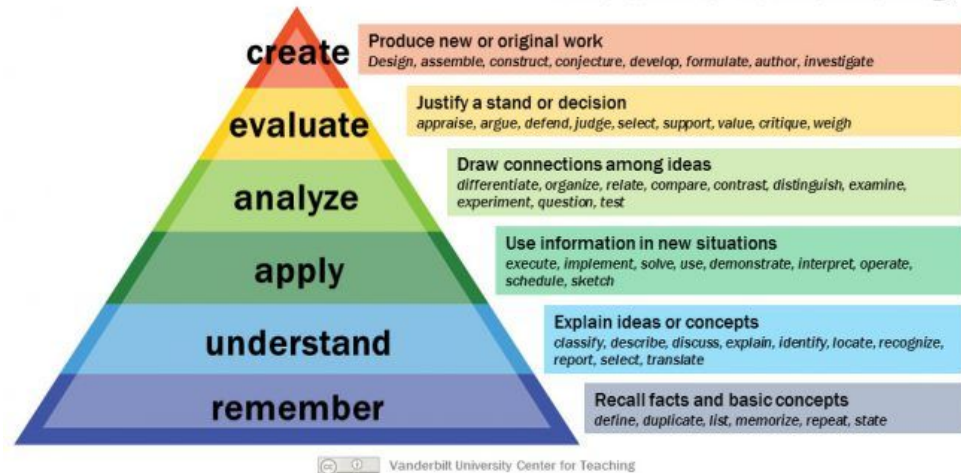 create
Produce new or original work
Design, assemble, construct, conjecture, develop, formulate, author, investigate
evaluate
Justify a stand or decision
appraise, argue, defend, judge, select, support, value, critique, weigh
analyze
Draw connections among ideas
differentiate, organize, relate, compare, contrast, distinguish, examine,
experiment, question, test
apply
Use information in new situations
execute, implement, solve, use, demonstrate, interpret, operate,
schedule, sketch
understand
Explain ideas or concepts
classify, describe, discuss, explain, identify, locate, recognize,
report, select, translate
remember
Recall facts and basic concepts
define, duplicate, list, memorize, repeat, state
cc
Vanderbilt University Center for Teaching